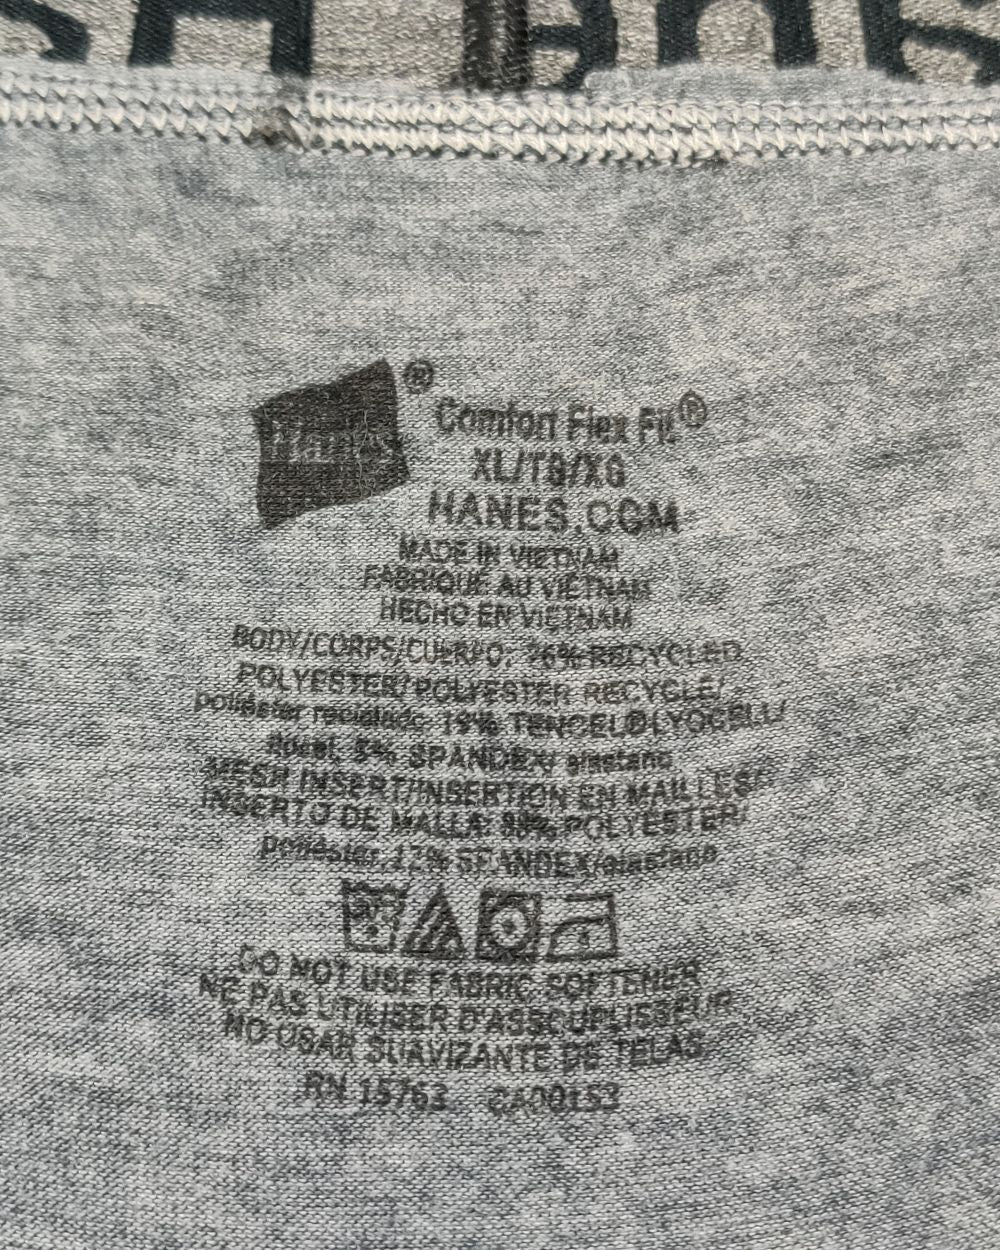 Hanes ®
Comfort Flex Fit®
XL/TG/XG
HANES.COM
MADE IN VIETNAM
FABRIQUÉ AU VIETNAM
HECHO EN VIETNAM
BODY/CORPS/CUERPO: 76% RECYCLED
POLYESTER/POLYESTER RECYCLÉ/
poliéster reciclado 19% TENCEL® LYOCELL/
liocel, 5% SPANDEX/ elastano
MESH INSERT/INSERTION EN MAILLES/
INSERTO DE MALLA: 88% POLYESTER/
poliéster, 12% SPANDEX/elastano
DO NOT USE FABRIC SOFTENER
NE PAS UTILISER D'ASSOUPLISSEUR
NO USAR SUAVIZANTE DE TELAS
RN 15763 CA00153